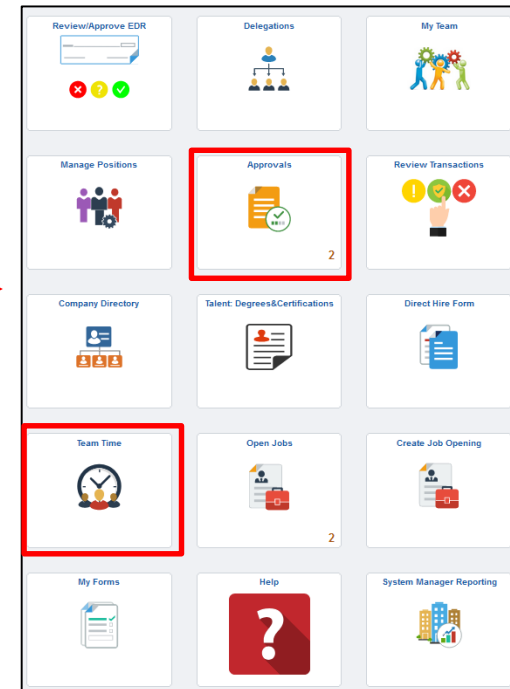 Review/Approve EDR
Delegations
My Team
Manage Positions
Approvals
Review Transactions
2
Company Directory
Talent: Degrees&Certifications
Direct Hire Form
Team Time
Open Jobs
Create Job Opening
2
My Forms
Help
System Manager Reporting